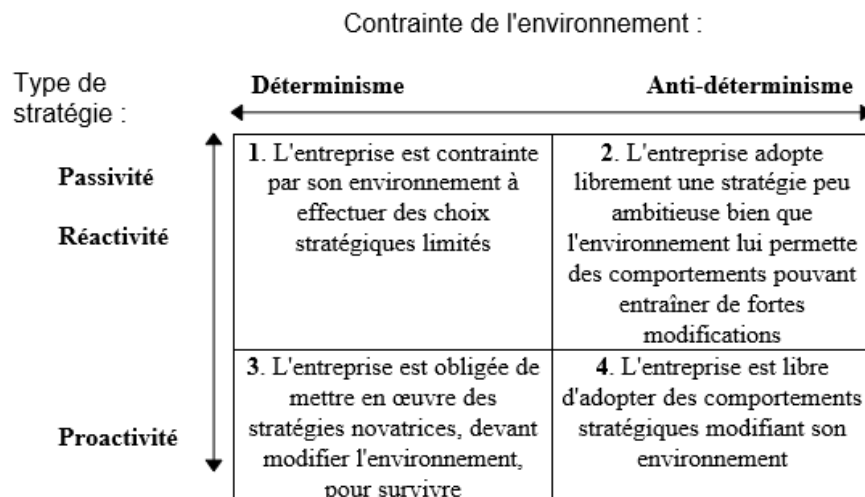 Contrainte de l'environnement :
Type de
stratégie :
Déterminisme
Anti-déterminisme
Passivité
Réactivité
1. L'entreprise est contrainte
par son environnement à
effectuer des choix
stratégiques limités
2. L'entreprise adopte
librement une stratégie peu
ambitieuse bien que
l'environnement lui permette
des comportements pouvant
entraîner de fortes
modifications
Proactivité
3. L'entreprise est obligée de
mettre en œuvre des
stratégies novatrices, devant
modifier l'environnement,
pour survivre
4. L'entreprise est libre
d'adopter des comportements
stratégiques modifiant son
environnement